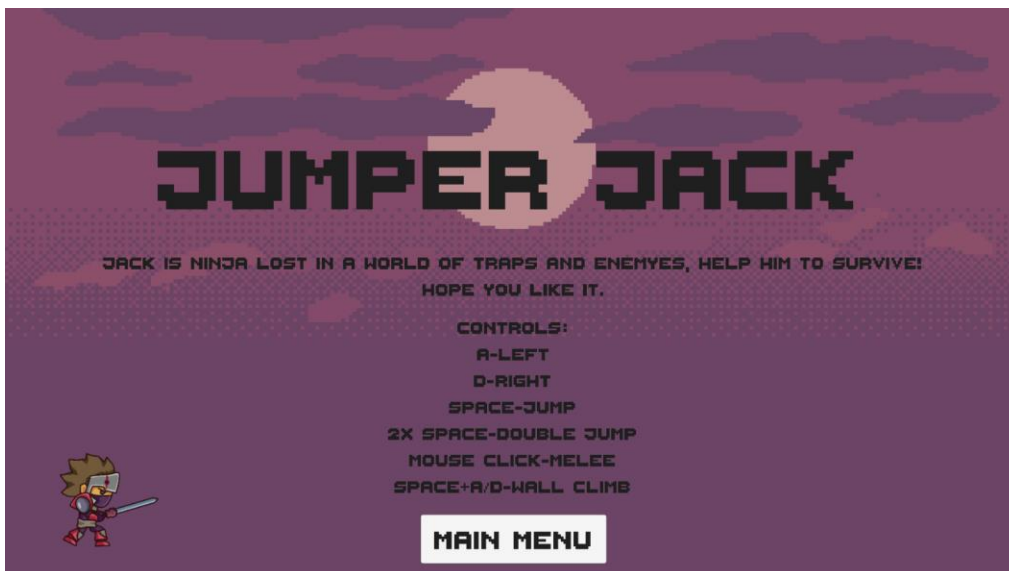 JUMPER JACK
JACK IS NINJA LOST IN A WORLD OF TRAPS AND ENEMYES, HELP HIM TO SURVIVE!
HOPE YOU LIKE IT.
CONTROLS:
A-LEFT
D-RIGHT
SPACE-JUMP
2X SPACE-DOUBLE JUMP
MOUSE CLICK-MELEE
SPACE+A/D-WALL CLIMB
MAIN MENU